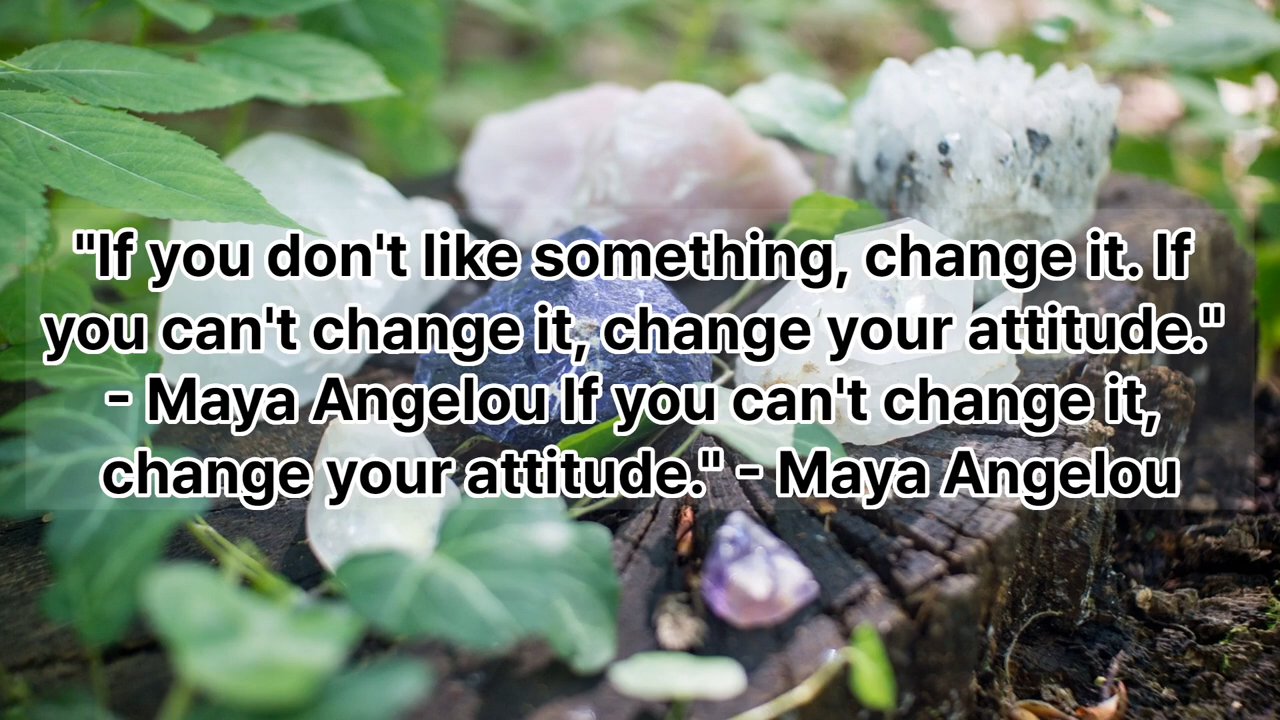 "If you don't like something, change it. If
you can't change it, change your attitude."
- Maya Angelou If you can't change it,
change your attitude." - Maya Angelou